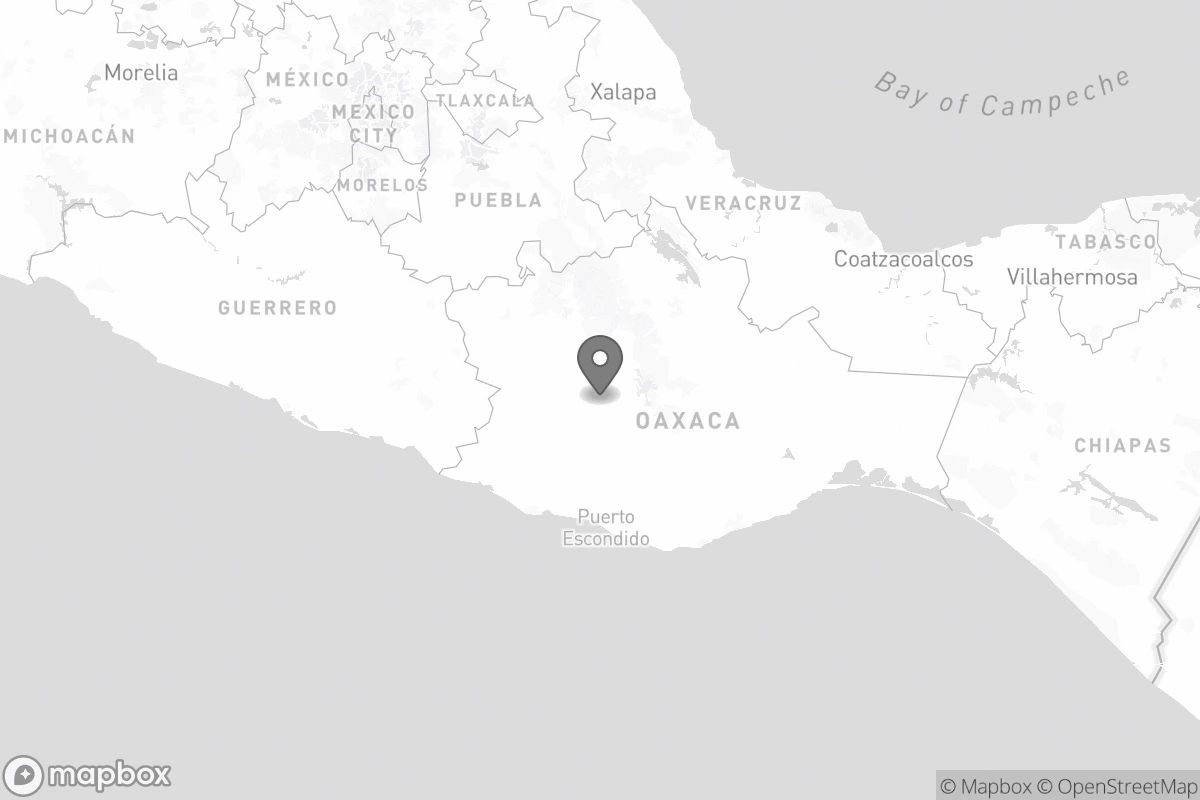 Morelia
MÉXICO
TLAXCALA
Xalapa
Bay of Campeche
MEXICO
CITY
MICHOACÁN
MORELOS
PUEBLA
VERACRUZ
TABASCO
Coatzacoalcos
Villahermosa
GUERRERO
OAXACA
CHIAPAS
Puerto
Escondido
mapbox
© Mapbox © OpenStreetMap